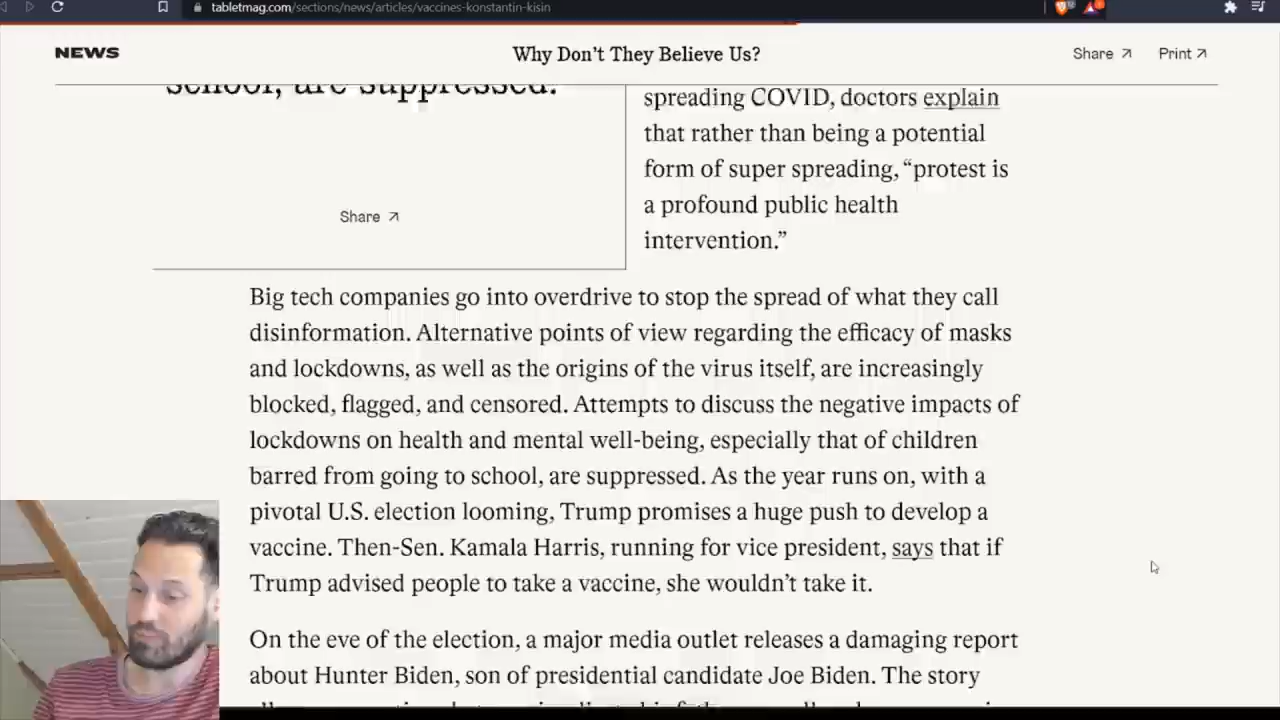 tabletmag.com/sections/news/articles/vaccines-konstantin-kisin
NEWS
Why Don't They Believe Us?
Share ↗
Print ↗
school, are suppressed.
Share ↗
spreading COVID, doctors explain
that rather than being a potential
form of super spreading, “protest is
a profound public health
intervention.”
Big tech companies go into overdrive to stop the spread of what they call
disinformation. Alternative points of view regarding the efficacy of masks
and lockdowns, as well as the origins of the virus itself, are increasingly
blocked, flagged, and censored. Attempts to discuss the negative impacts of
lockdowns on health and mental well-being, especially that of children
barred from going to school, are suppressed. As the year runs on, with a
pivotal U.S. election looming, Trump promises a huge push to develop a
vaccine. Then-Sen. Kamala Harris, running for vice president, says that if
Trump advised people to take a vaccine, she wouldn’t take it.
On the eve of the election, a major media outlet releases a damaging report
about Hunter Biden, son of presidential candidate Joe Biden. The story